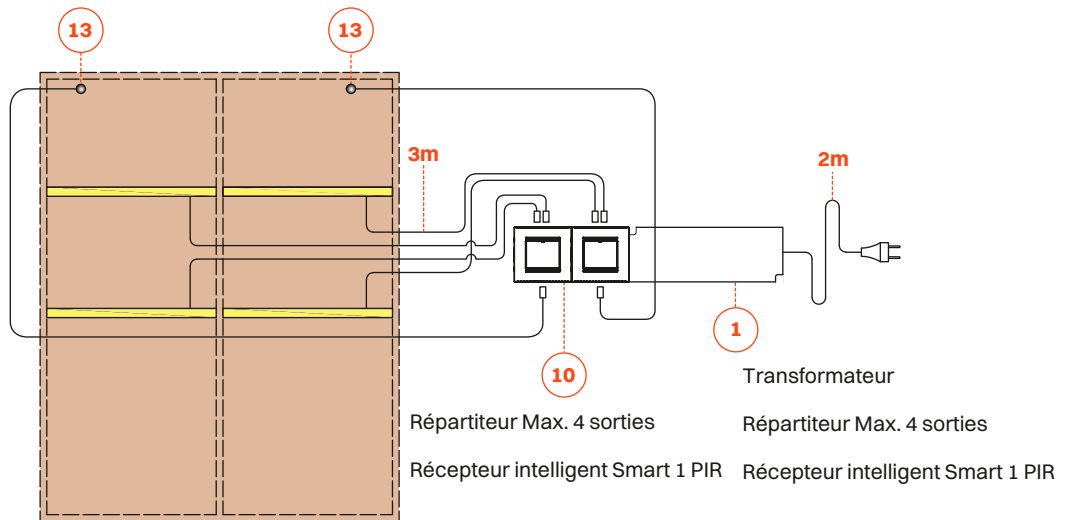 13
13
3m
2m
1
10
Transformateur
Répartiteur Max. 4 sorties
Récepteur intelligent Smart 1 PIR
Répartiteur Max. 4 sorties
Récepteur intelligent Smart 1 PIR